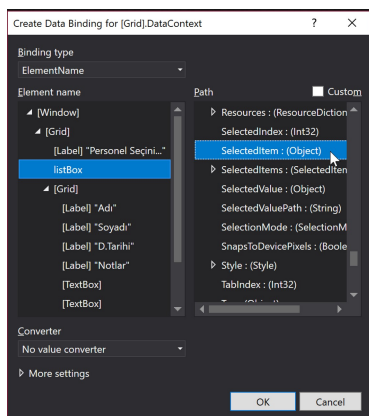 Create Data Binding for [Grid].DataContext ? ×
Binding type
ElementName
Element name
[Window]
[Grid]
[Label] "Personel Seçini..."
listBox
[Grid]
[Label] "Adı"
[Label] "Soyadı"
[Label] "D.Tarihi"
[Label] "Notlar"
[TextBox]
[TextBox]
Path
Custom
Resources : (ResourceDiction
SelectedIndex : (Int32)
SelectedItem : (Object)
SelectedItems : (SelectedIten
SelectedValue : (Object)
SelectedValuePath : (String)
SelectionMode : (SelectionM
SnapsToDevicePixels : (Boole
Style : (Style)
TabIndex : (Int32)
Converter
No value converter
More settings
OK
Cancel